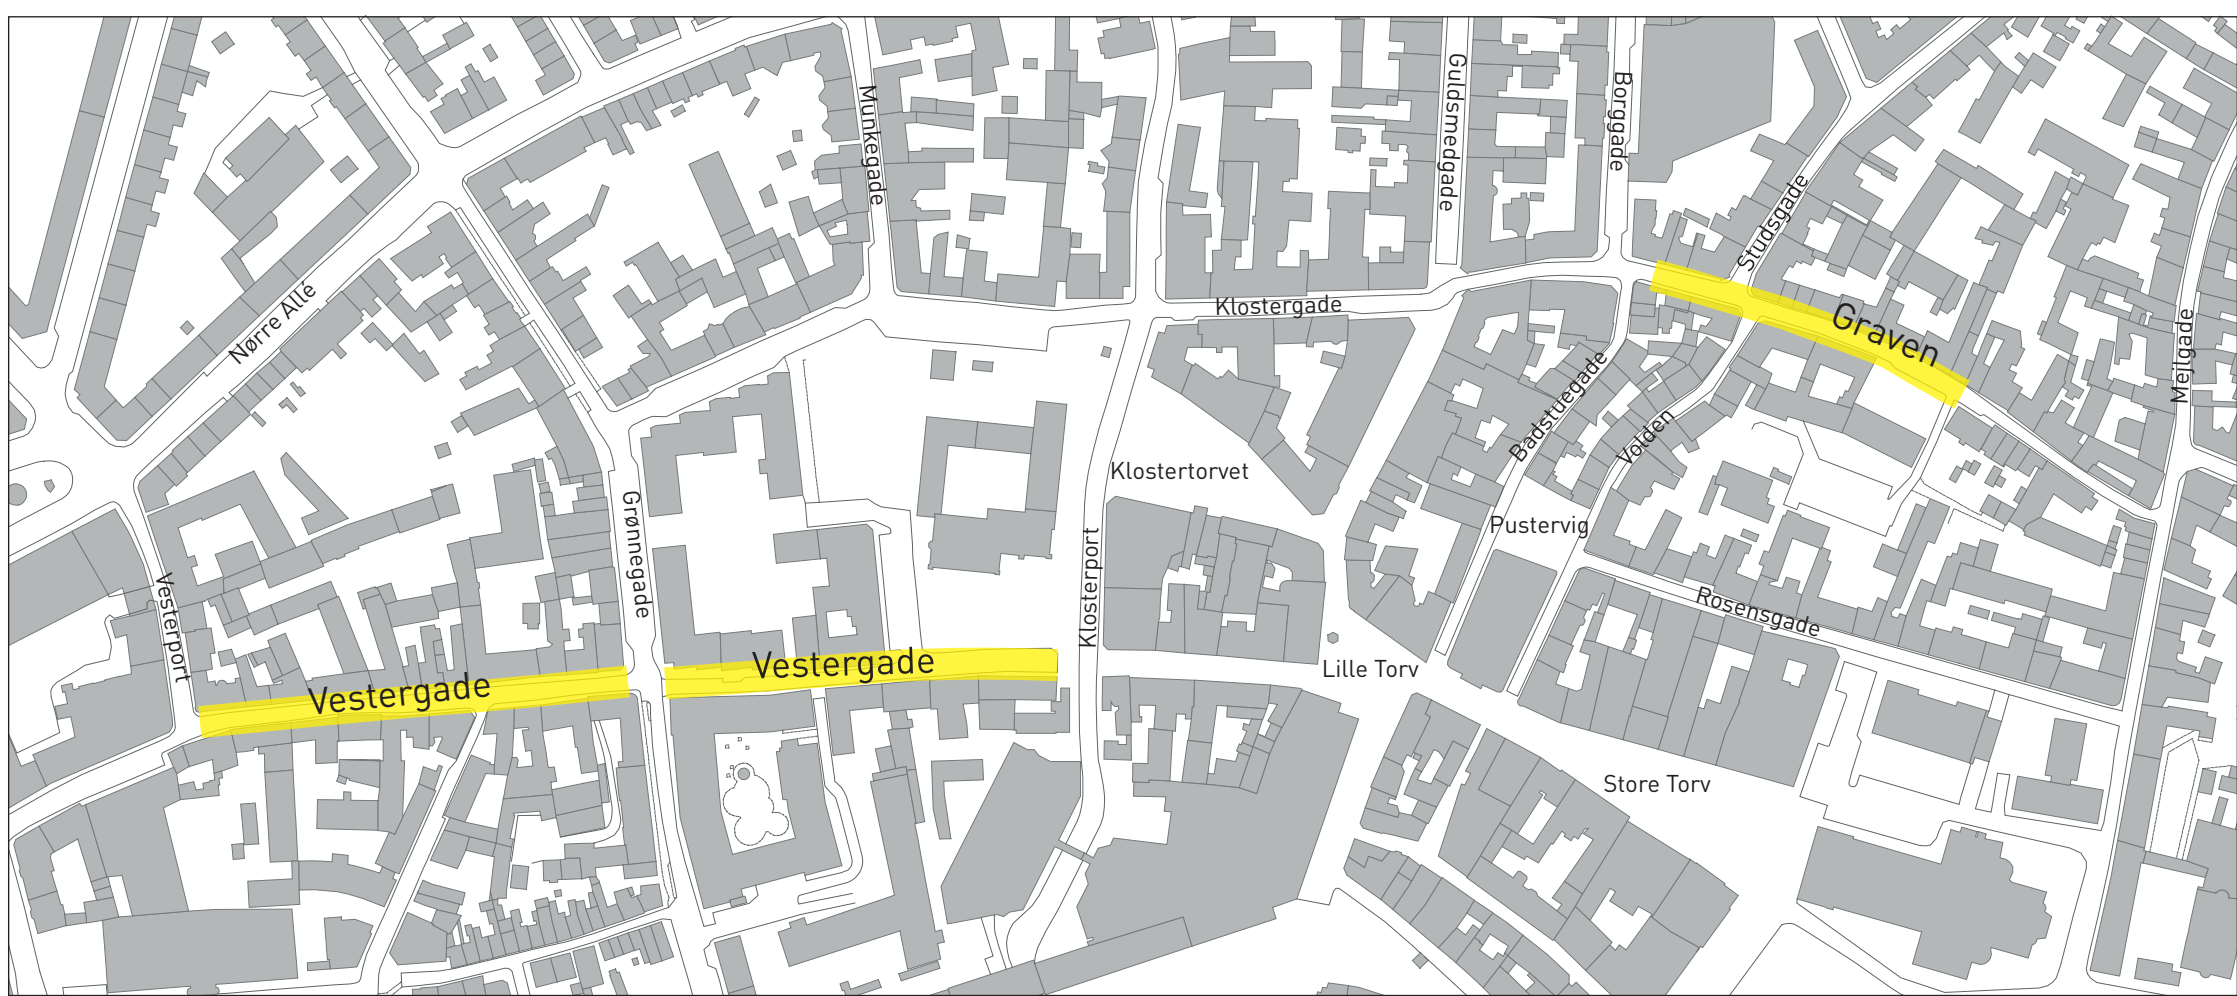 Munkegade
Guldsmedgade
Borggade
Studsgade
Nørre Allé
Klostergade
Graven
Mejlgade
Badstuegade
Volden
Klostertorvet
Pustervig
Grønnegade
Klosterport
Vesterport
Rosensgade
Vestergade
Vestergade
Lille Torv
Store Torv